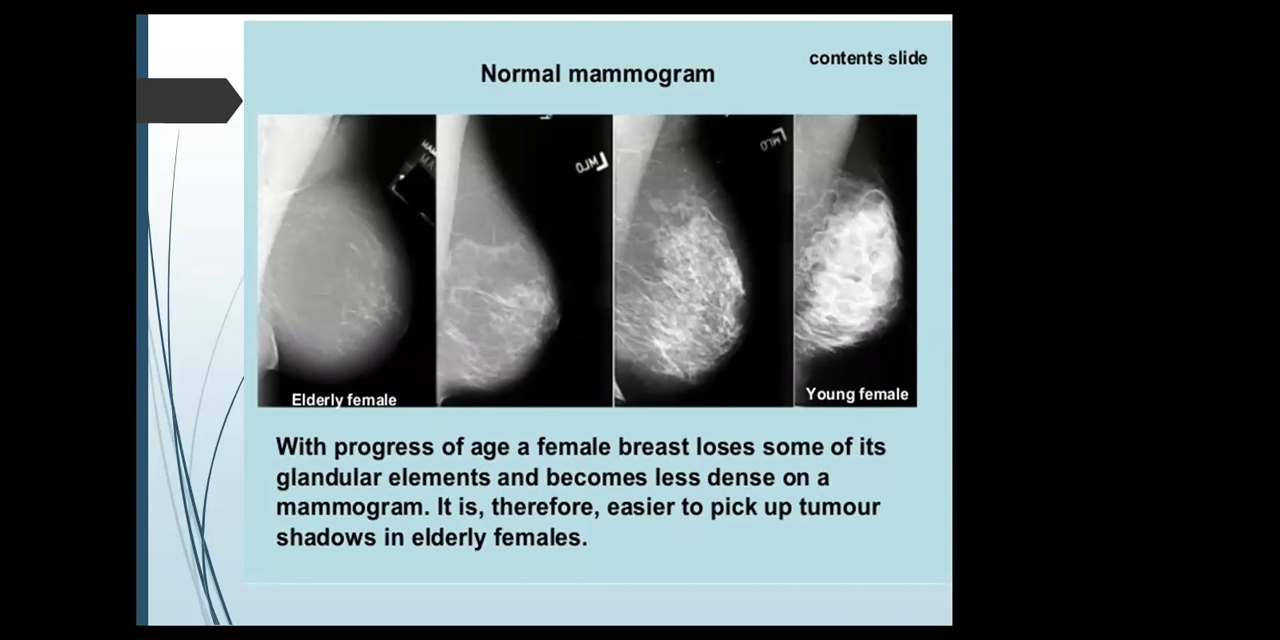 contents slide
Normal mammogram
LMLO
LMLO
Elderly female
Young female
With progress of age a female breast loses some of its
glandular elements and becomes less dense on a
mammogram. It is, therefore, easier to pick up tumour
shadows in elderly females.